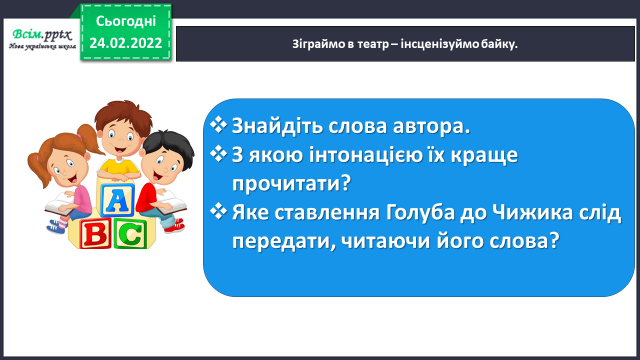 Всім.pptx
Нова українська школа
Сьогодні
24.02.2022
Зіграймо в театр – інсценізуймо байку.
❖ Знайдіть слова автора.
❖ З якою інтонацією їх краще
прочитати?
❖ Яке ставлення Голуба до Чижика слід
передати, читаючи його слова?
A
B C